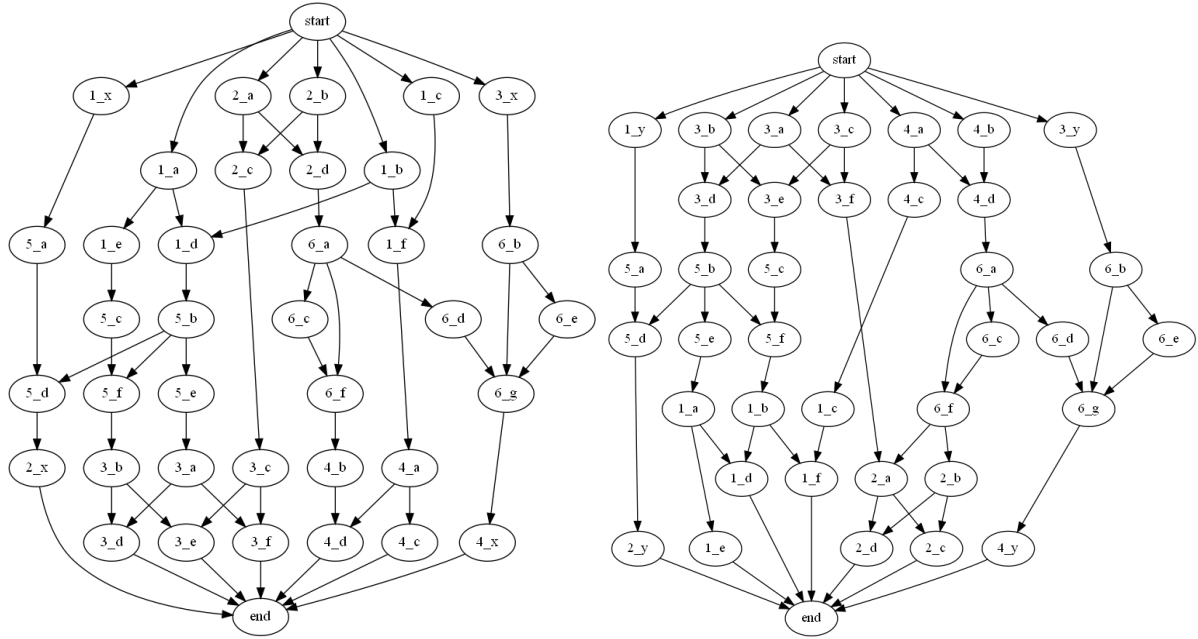 start
1_x
2_a
2_b
1_c
3_x
1_a
2_c
2_d
1_b
5_a
1_e
1_d
6_a
1_f
6_b
5_c
5_b
6_c
6_d
6_e
5_d
5_f
5_e
6_f
6_g
2_x
3_b
3_a
3_c
4_b
4_a
3_d
3_e
3_f
4_d
4_c
4_x
end
start
1_y
3_b
3_a
3_c
4_a
4_b
3_y
3_d
3_e
3_f
4_c
4_d
5_a
5_b
5_c
6_a
6_b
5_d
5_e
5_f
6_c
6_d
6_e
1_a
1_b
1_c
6_f
6_g
1_d
1_f
2_a
2_b
2_y
1_e
2_d
2_c
4_y
end